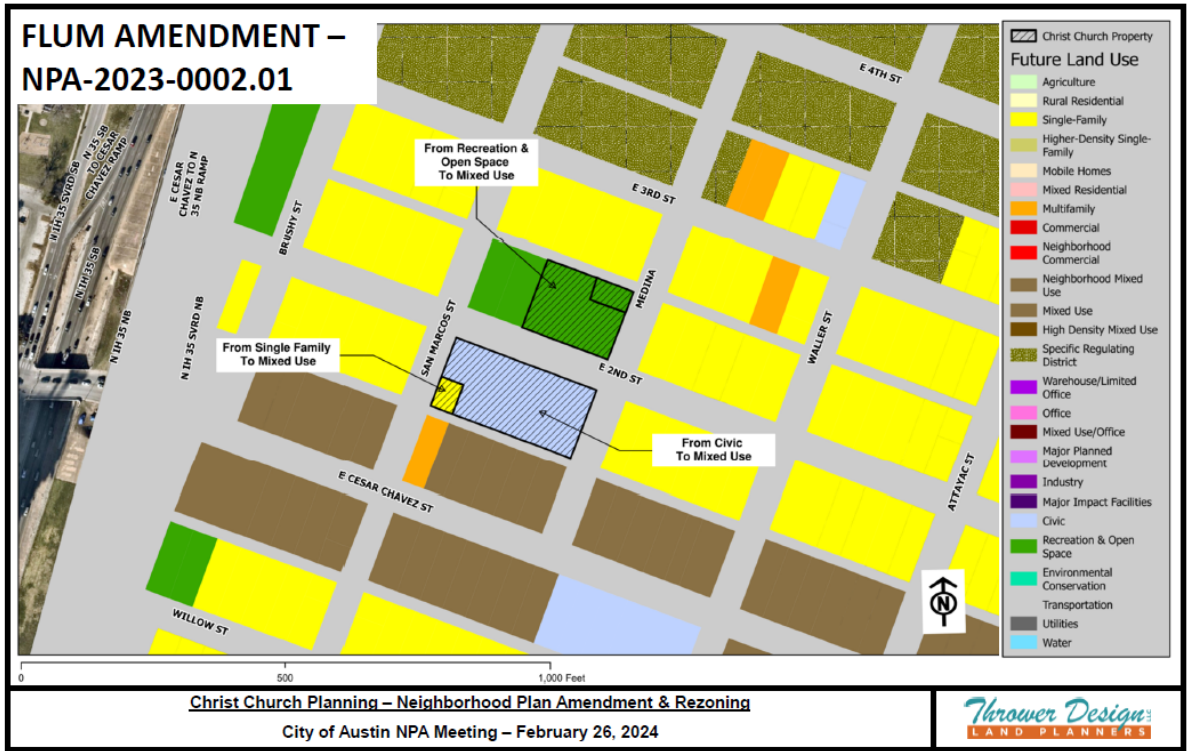 FLUM AMENDMENT –
NPA-2023-0002.01
N IH 35 SVRD SB
N 35 SB
TO CESAR
CHAVEZ RAMP
N IH 35 SB
N IH 35 NB
E CESAR
CHAVEZ TO N
35 NB RAMP
N IH 35 SVRD NB
BRUSHY ST
SAN MARCOS ST
MEDINA
WALLER ST
ATTAYAC ST
E 4TH ST
E 3RD ST
E 2ND ST
E CESAR CHAVEZ ST
WILLOW ST
From Recreation &
Open Space
To Mixed Use
From Single Family
To Mixed Use
From Civic
To Mixed Use
N
Christ Church Property
Future Land Use
Agriculture
Rural Residential
Single-Family
Higher-Density Single-
Family
Mobile Homes
Mixed Residential
Multifamily
Commercial
Neighborhood
Commercial
Neighborhood Mixed
Use
Mixed Use
High Density Mixed Use
Specific Regulating
District
Warehouse/Limited
Office
Office
Mixed Use/Office
Major Planned
Development
Industry
Major Impact Facilities
Civic
Recreation & Open
Space
Environmental
Conservation
Transportation
Utilities
Water
0 500 1,000 Feet
Christ Church Planning – Neighborhood Plan Amendment & Rezoning
City of Austin NPA Meeting – February 26, 2024
Thrower Design LLC
LAND PLANNERS